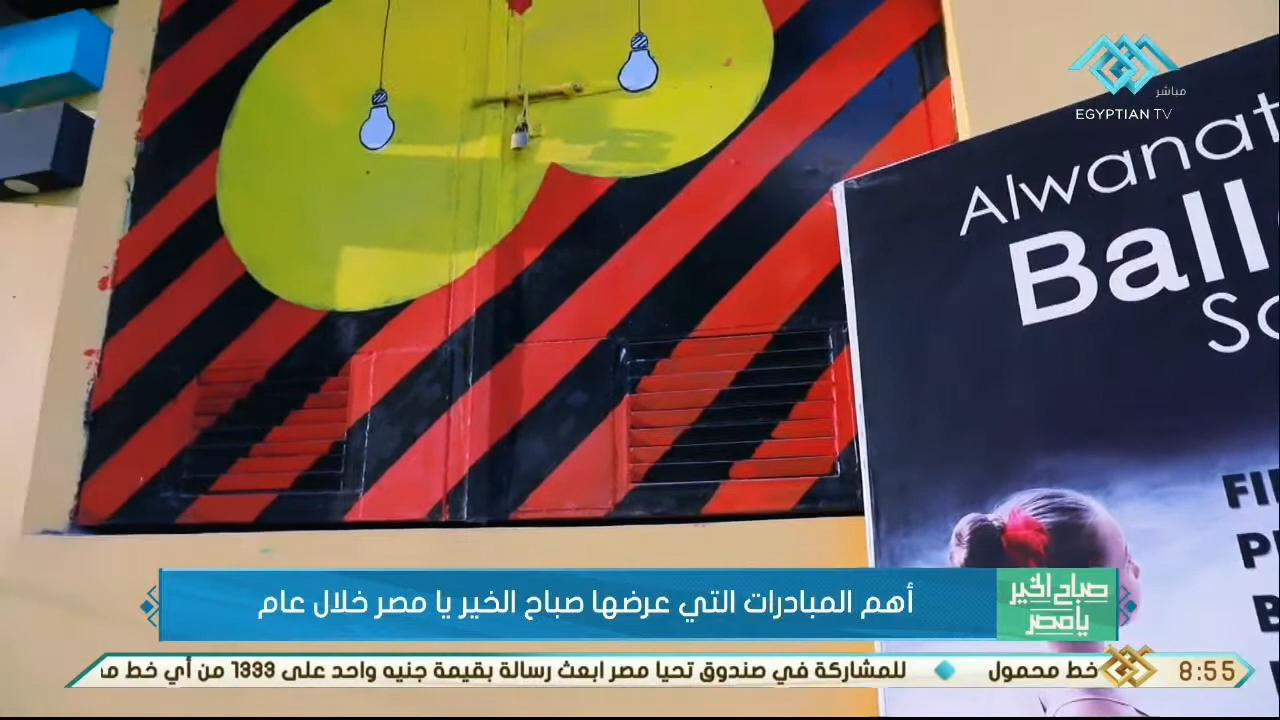 مباشر
EGYPTIAN TV
Alwanat
Ball
أهم المبادرات التي عرضها صباح الخير يا مصر خلال عام
صباح الخير
يا مصر
8:55
خط محمول
للمشاركة في صندوق تحيا مصر ابعث رسالة بقيمة جنيه واحد على 1333 من أي خط